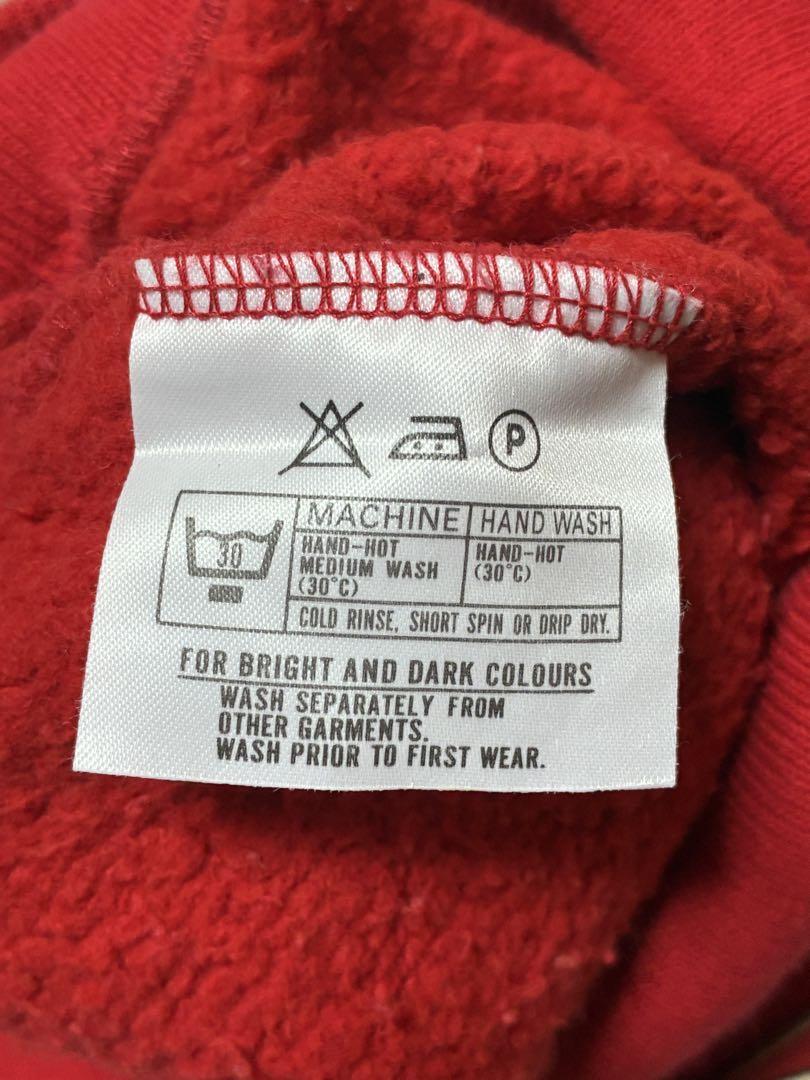 P
30
MACHINE
HAND-HOT
MEDIUM WASH
(30°C)
HAND WASH
HAND-HOT
(30°C)
COLD RINSE, SHORT SPIN OR DRIP DRY.
FOR BRIGHT AND DARK COLOURS
WASH SEPARATELY FROM
OTHER GARMENTS.
WASH PRIOR TO FIRST WEAR.